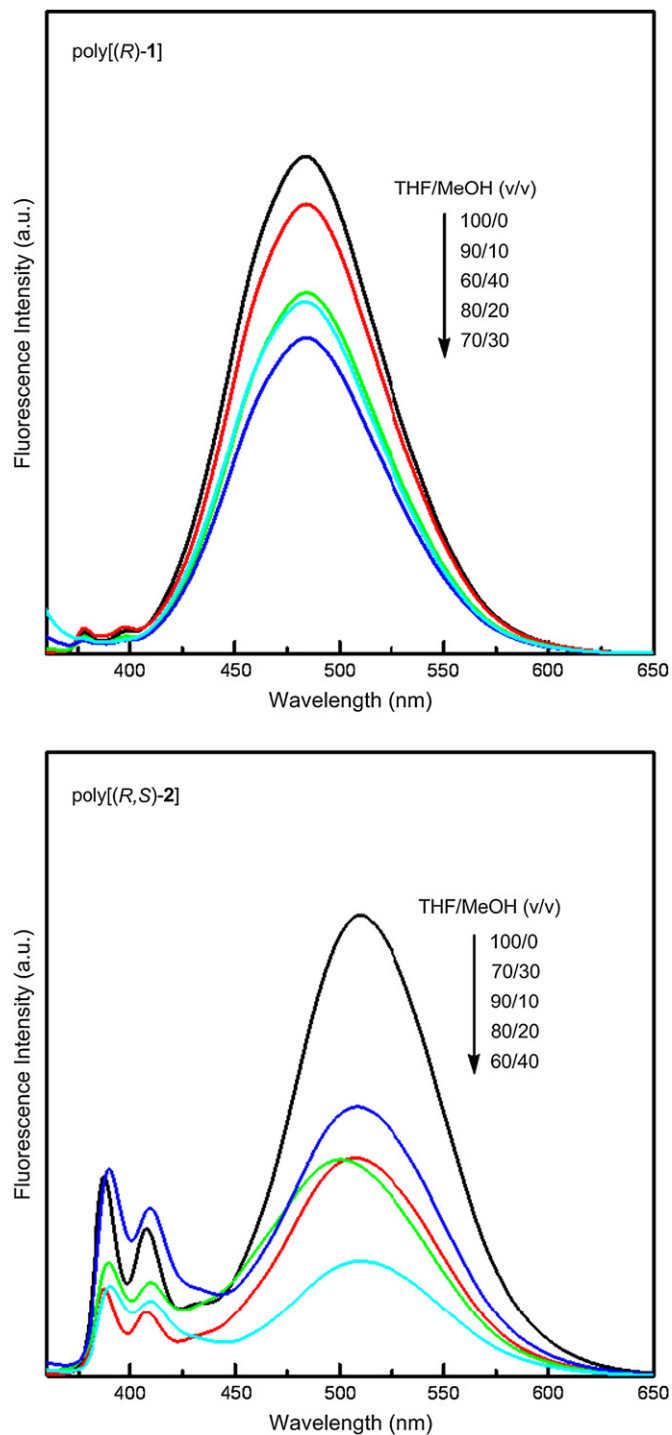 poly[(R)-1]
THF/MeOH (v/v)
100/0
90/10
60/40
80/20
70/30
Fluorescence Intensity (a.u.)
400 450 500 550 600 650
Wavelength (nm)
poly[(R,S)-2]
THF/MeOH (v/v)
100/0
70/30
90/10
80/20
60/40
Fluorescence Intensity (a.u.)
400 450 500 550 600 650
Wavelength (nm)